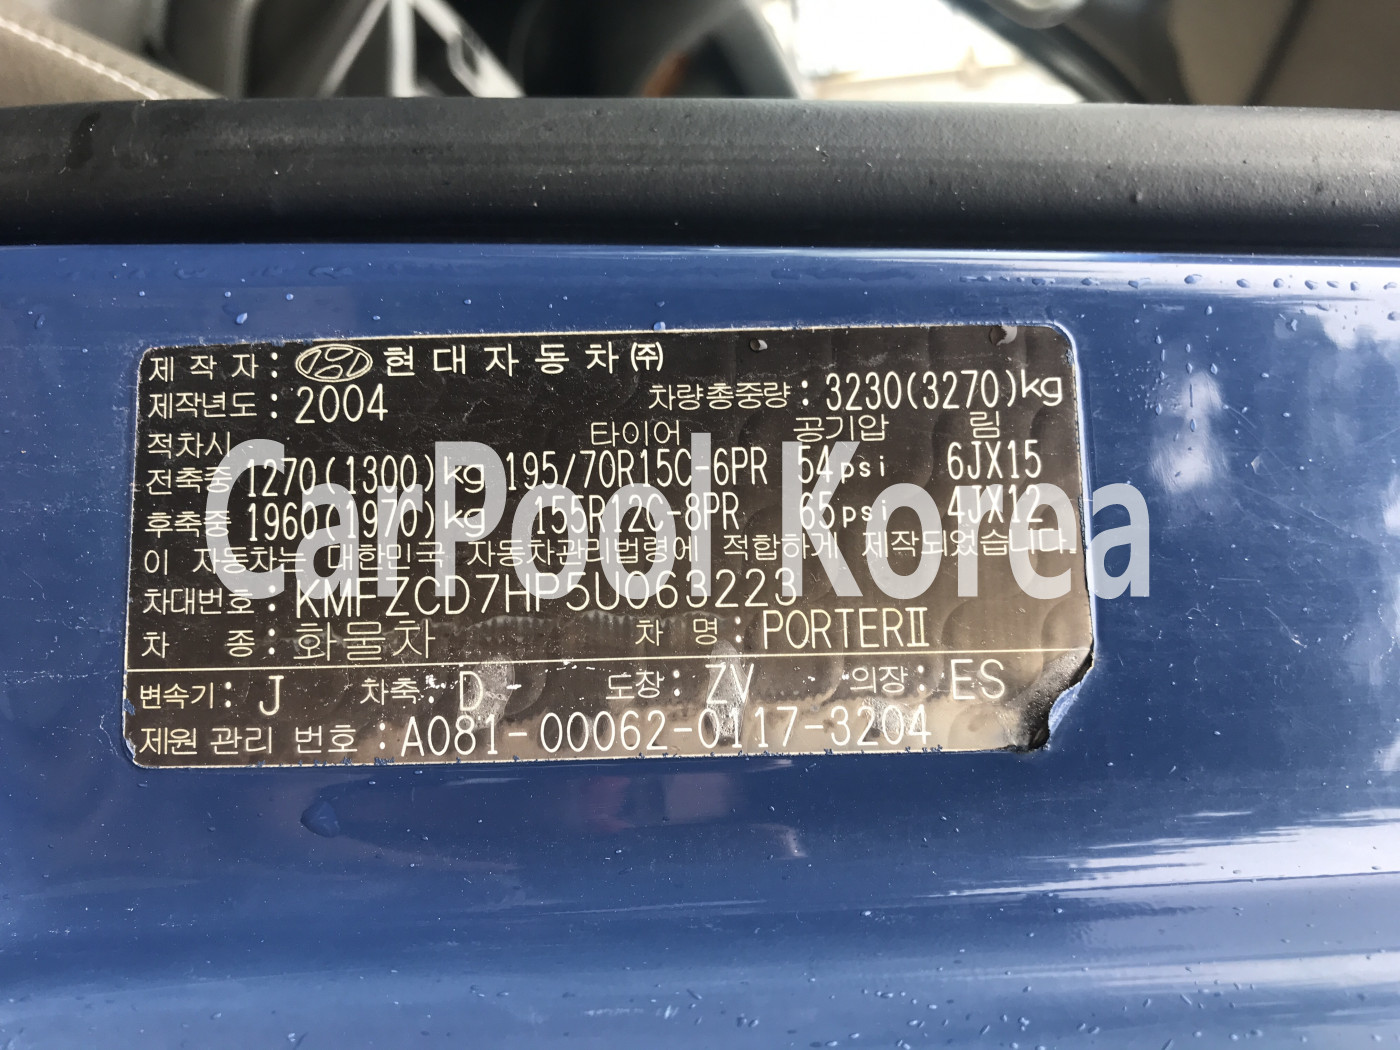 제 작 자 : 현 대 자 동 차 ㈜
제작년도 : 2004 차량총중량 : 3230(3270)kg
적차시 타이어 공기압 림
전축중 1270(1300)kg 195/70R15C-6PR 54psi 6JX15
후축중 1960(1970)kg 155R12C-8PR 65psi 4JX12
이 자동차는 대한민국 자동차관리법령에 적합하게 제작되었습니다.
차대번호 : KMFZCD7HP5U063223
차 종 : 화물차 차 명 : PORTERⅡ
변속기 : J 차축 : D - 도장 : ZV 의장 : ES
제원 관리 번호 : A081-00062-0117-3204
CarPool Korea